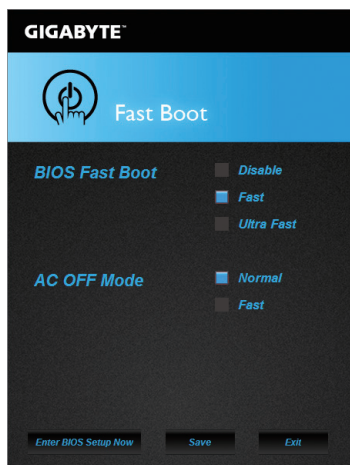 GIGABYTE™
Fast Boot
BIOS Fast Boot
Disable
Fast
Ultra Fast
AC OFF Mode
Normal
Fast
Enter BIOS Setup Now
Save
Exit